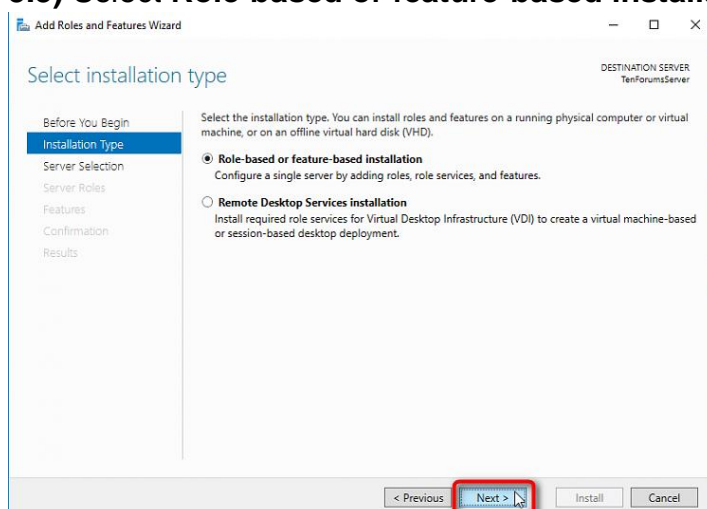 Select Role-based or feature-based
Add Roles and Features Wizard
Select installation type
DESTINATION SERVER
TenForumsServer
Before You Begin
Installation Type
Server Selection
Server Roles
Features
Confirmation
Results
Select the installation type. You can install roles and features on a running physical computer or virtual
machine, or on an offline virtual hard disk (VHD).
Role-based or feature-based installation
Configure a single server by adding roles, role services, and features.
Remote Desktop Services installation
Install required role services for Virtual Desktop Infrastructure (VDI) to create a virtual machine-based
or session-based desktop deployment.
< Previous
Next >
Install
Cancel